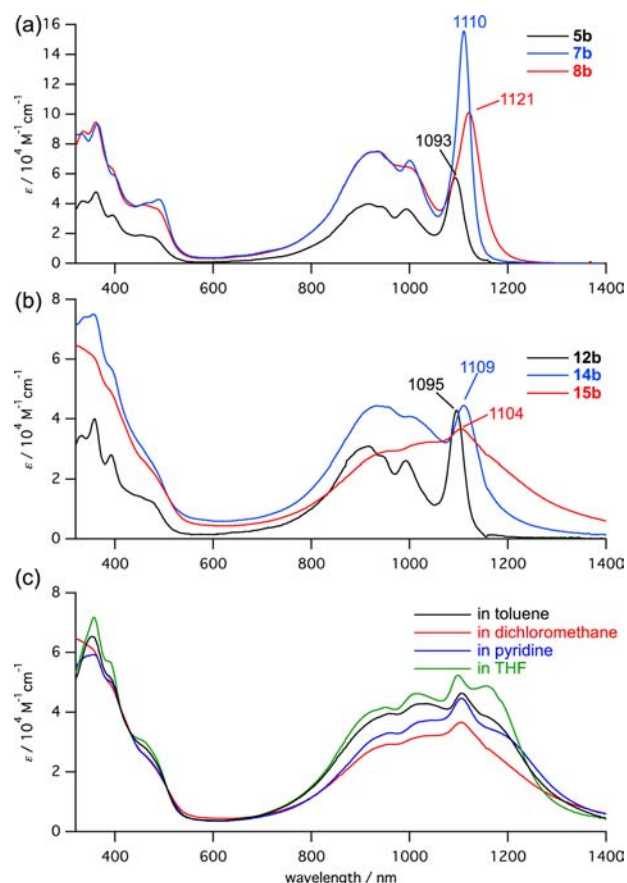 (a)
1110
1121
1093
5b
7b
8b
16
14
12
10
8
6
4
2
0
ε / 10⁴ M⁻¹ cm⁻¹
400 600 800 1000 1200 1400
(b)
1109
1095
1104
12b
14b
15b
8
6
4
2
0
ε / 10⁴ M⁻¹ cm⁻¹
400 600 800 1000 1200 1400
(c)
in toluene
in dichloromethane
in pyridine
in THF
8
6
4
2
0
ε / 10⁴ M⁻¹ cm⁻¹
400 600 800 1000 1200 1400
wavelength / nm